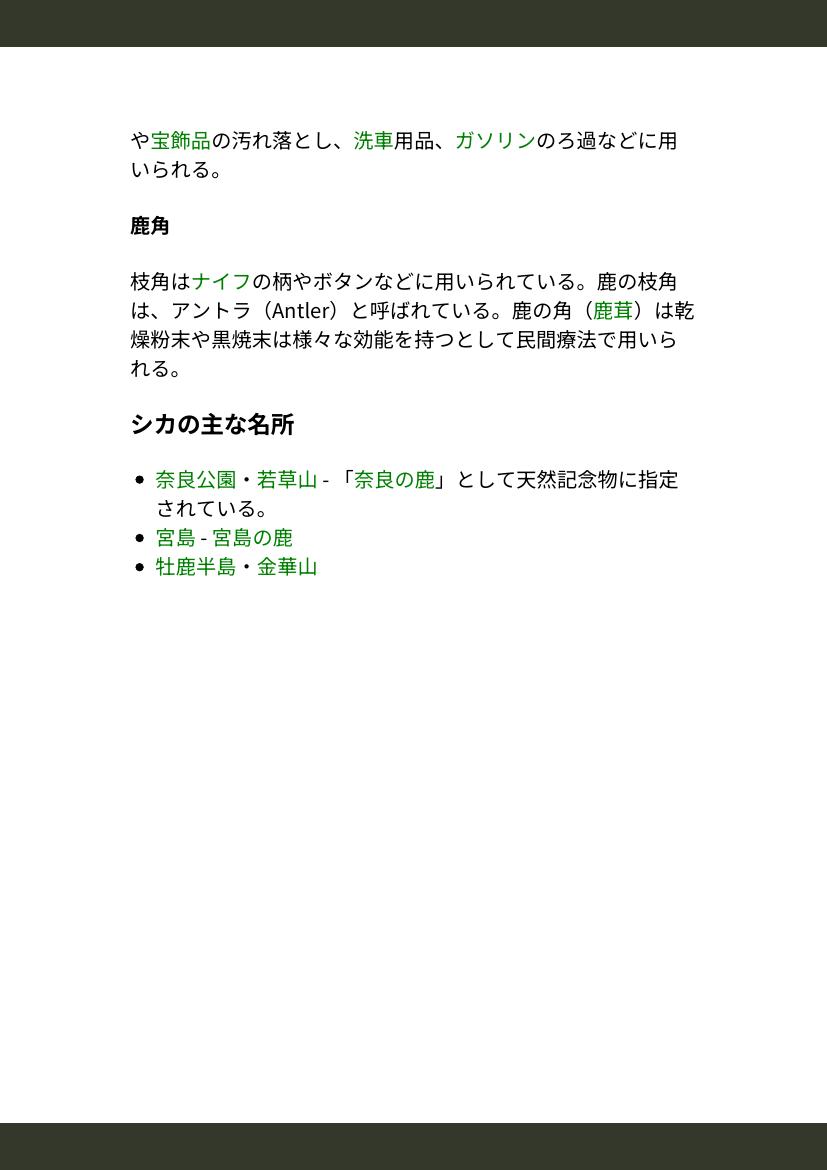 や宝飾品の汚れ落とし、洗車用品、ガソリンのろ過などに用
いられる。
鹿角
枝角はナイフの柄やボタンなどに用いられている。鹿の枝角
は、アントラ（Antler）と呼ばれている。鹿の角（鹿茸）は乾
燥粉末や黒焼末は様々な効能を持つとして民間療法で用いら
れる。
シカの主な名所
• 奈良公園・若草山 - 「奈良の鹿」として天然記念物に指定
されている。
• 宮島 - 宮島の鹿
• 牡鹿半島・金華山